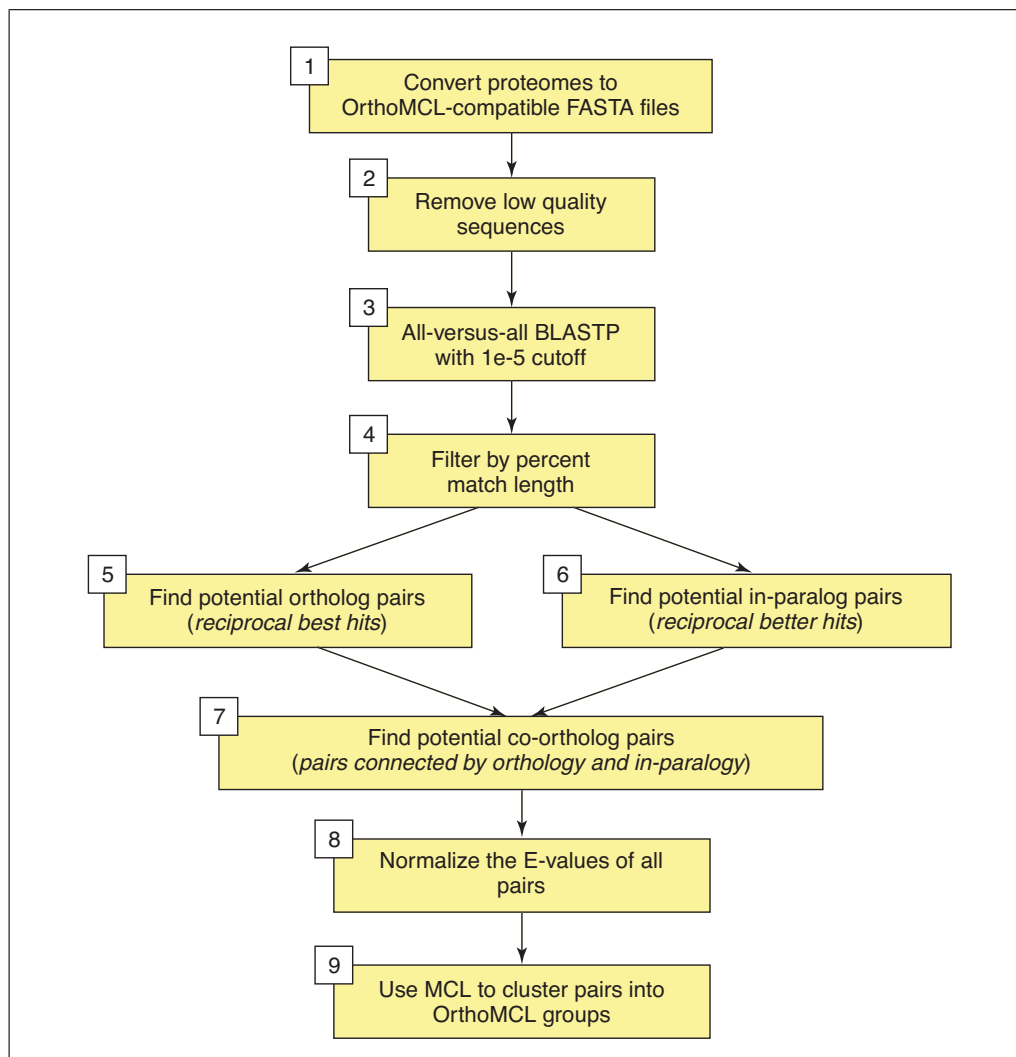 1
Convert proteomes to
OrthoMCL-compatible FASTA files
2
Remove low quality
sequences
3
All-versus-all BLASTP
with 1e-5 cutoff
4
Filter by percent
match length
5
Find potential ortholog pairs
(reciprocal best hits)
6
Find potential in-paralog pairs
(reciprocal better hits)
7
Find potential co-ortholog pairs
(pairs connected by orthology and in-paralogy)
8
Normalize the E-values of all
pairs
9
Use MCL to cluster pairs into
OrthoMCL groups